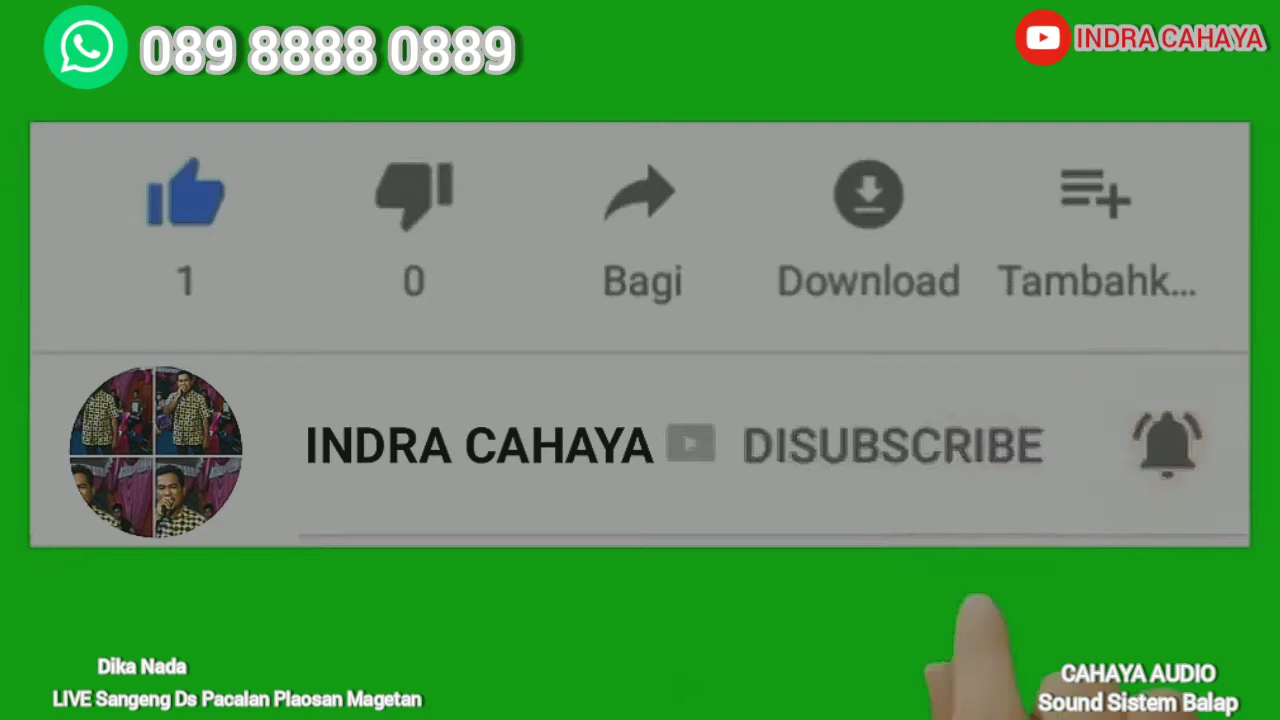 089 8888 0889
INDRA CAHAYA
1
0
Bagi
Download
Tambahk...
INDRA CAHAYA
DISUBSCRIBE
Dika Nada
LIVE Sangeng Ds Pacalan Plaosan Magetan
CAHAYA AUDIO
Sound Sistem Balap